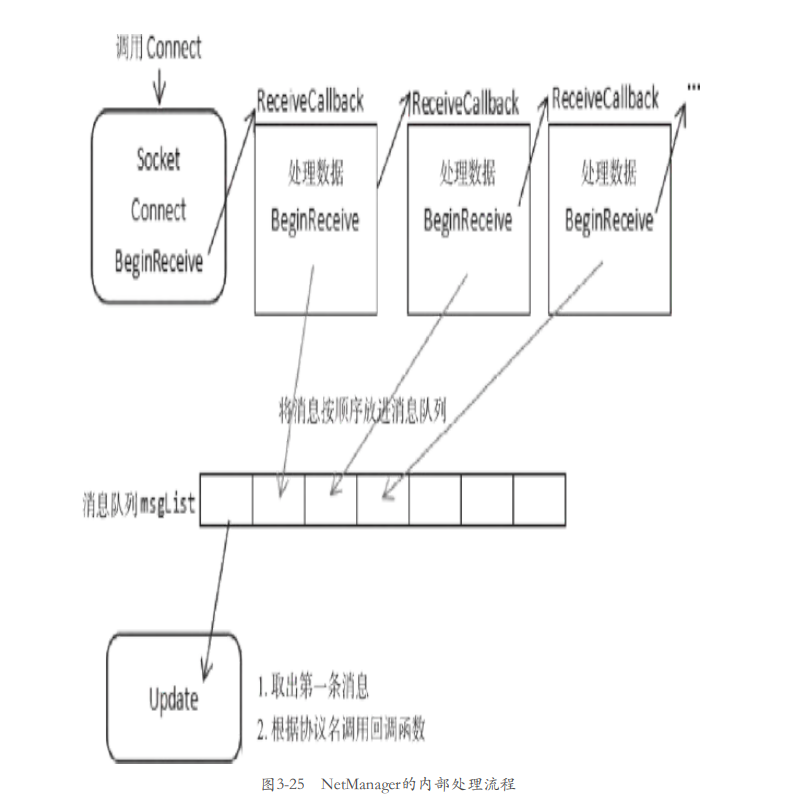 调用 Connect
ReceiveCallback
ReceiveCallback
ReceiveCallback
...
Socket
Connect
BeginReceive
处理数据
BeginReceive
处理数据
BeginReceive
处理数据
BeginReceive
将消息按顺序放进消息队列
消息队列 msgList
Update
1. 取出第一条消息
2. 根据协议名调用回调函数
图3-25 NetManager的内部处理流程